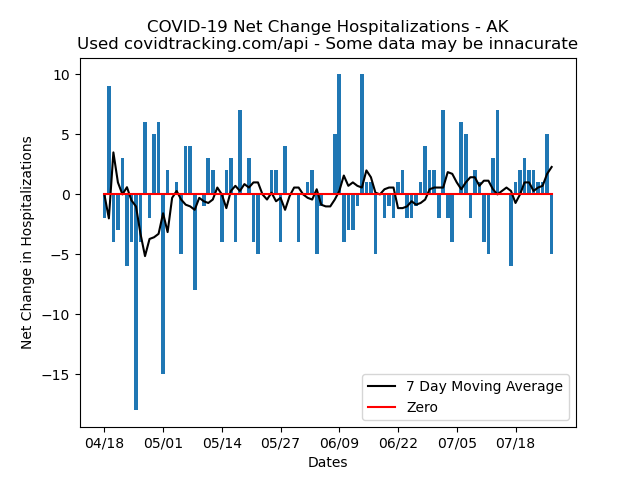 COVID-19 Net Change Hospitalizations - AK
Used covidtracking.com/api - Some data may be innacurate
Net Change in Hospitalizations
10
5
0
−5
−10
−15
7 Day Moving Average
Zero
04/18 05/01 05/14 05/27 06/09 06/22 07/05 07/18
Dates